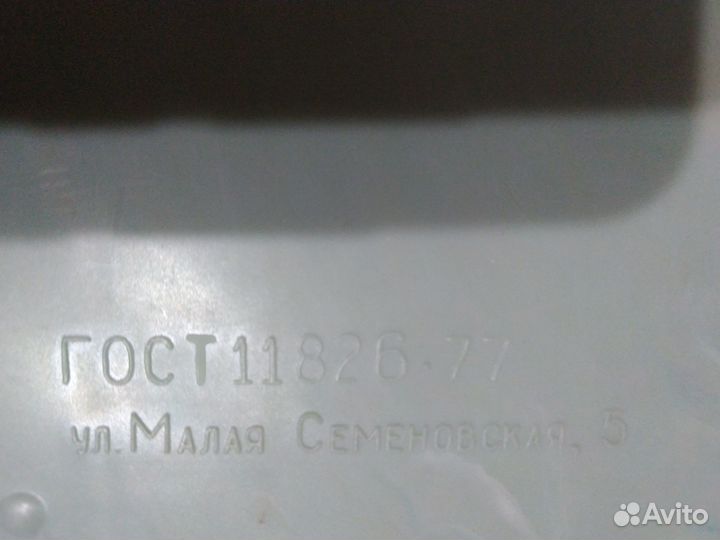 ГОСТ 11826-77
ул. Малая Семеновская, 5
Avito